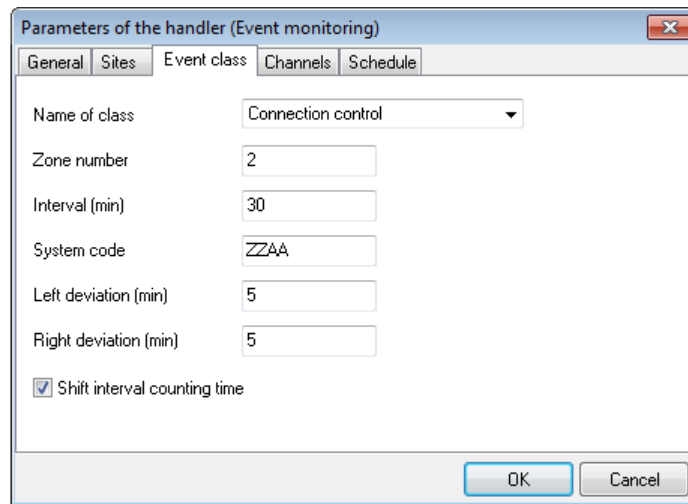 Parameters of the handler (Event monitoring)
General Sites Event class Channels Schedule
Name of class Connection control
Zone number 2
Interval (min) 30
System code ZZAA
Left deviation (min) 5
Right deviation (min) 5
Shift interval counting time
OK Cancel